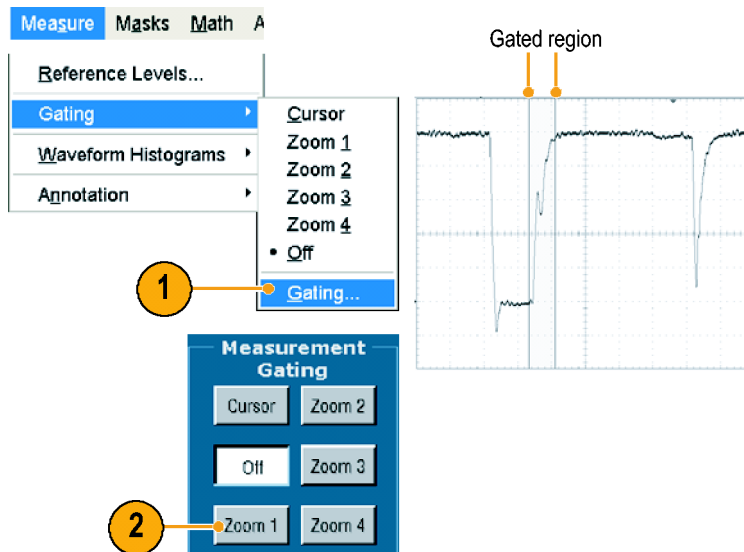 Measure Masks Math A
Reference Levels...
Gating
Waveform Histograms
Annotation
Cursor
Zoom 1
Zoom 2
Zoom 3
Zoom 4
Off
Gating...
1
Gated region
Measurement
Gating
Cursor Zoom 2
Off Zoom 3
2
Zoom 1 Zoom 4